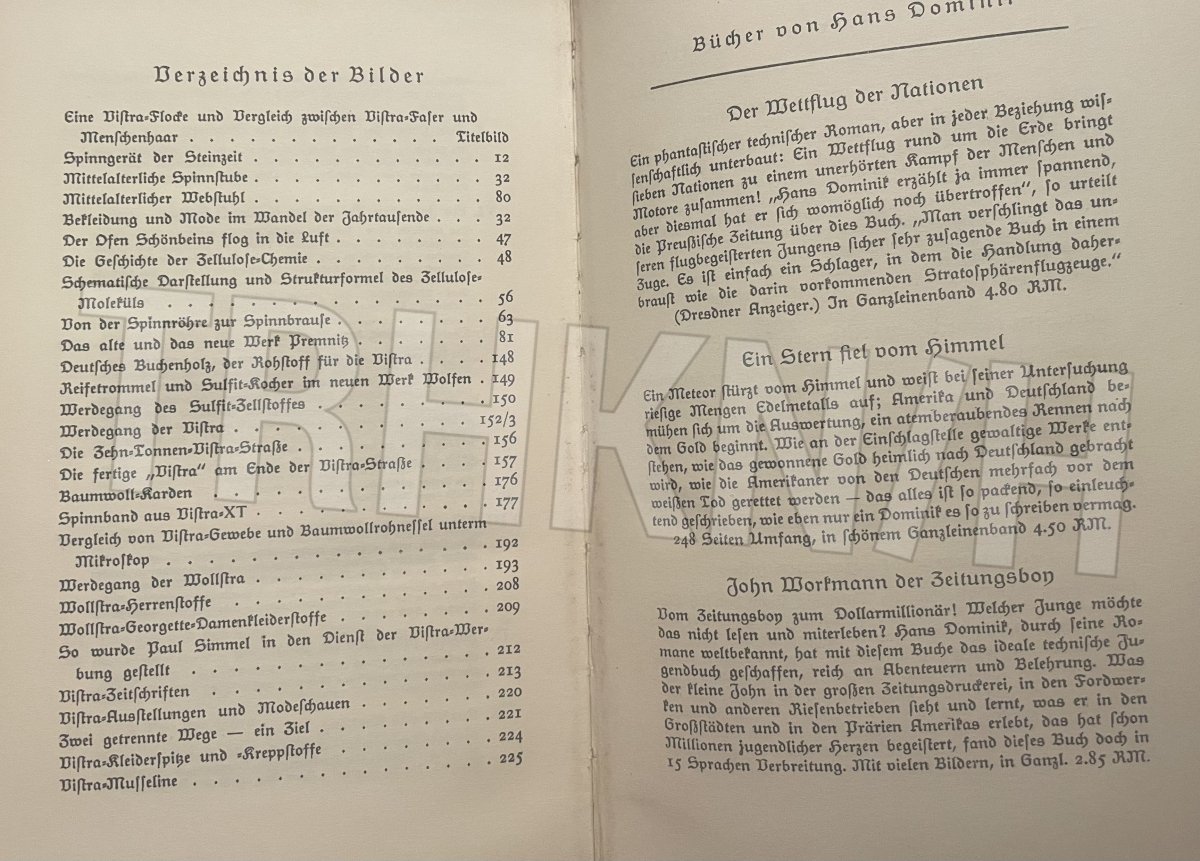 Verzeichnis der Bilder
Eine Vistra-Flocke und Vergleich zwischen Vistra-Faser und
Menschenhaar . . . . . . . . . . . . . Titelbild
Spinngerät der Steinzeit . . . . . . . . . . . 12
Mittelalterliche Spinnstube . . . . . . . . . . . 32
Mittelalterlicher Webstuhl . . . . . . . . . . . 80
Bekleidung und Mode im Wandel der Jahrtausende . . . 32
Der Ofen Schönbeins flog in die Luft . . . . . . . 47
Die Geschichte der Zellulose-Chemie . . . . . . . . 48
Schematische Darstellung und Strukturformel des Zellulose-
Moleküls . . . . . . . . . . . . . . . 56
Von der Spinnröhre zur Spinnbrause . . . . . . . 63
Das alte und das neue Werk Premnitz . . . . . . . 81
Deutsches Buchenholz, der Rohstoff für die Vistra . . . . 148
Reifetrommel und Sulfit-Kocher im neuen Werk Wolfen . 149
Werdegang des Sulfit-Zellstoffes . . . . . . . . . 150
Werdegang der Vistra . . . . . . . . . . . . 152/3
Die Zehn-Tonnen-Vistra-Straße . . . . . . . . . 156
Die fertige „Vistra“ am Ende der Vistra-Straße . . . . 157
Baumwoll-Karden . . . . . . . . . . . . . 176
Spinnband aus Vistra-XT . . . . . . . . . . . 177
Vergleich von Vistra-Gewebe und Baumwollrohnessel unterm
Mikroskop . . . . . . . . . . . . . . . 192
Werdegang der Wollstra . . . . . . . . . . . 193
Wollstra-Herrenstoffe . . . . . . . . . . . . 208
Wollstra-Georgette-Damenkleiderstoffe . . . . . . . 209
So wurde Paul Simmel in den Dienst der Vistra-Wer-
bung gestellt . . . . . . . . . . . . . . 212
Vistra-Zeitschriften . . . . . . . . . . . . . 213
Vistra-Ausstellungen und Modeschauen . . . . . . 220
Zwei getrennte Wege — ein Ziel . . . . . . . . 221
Vistra-Kleiderspitze und -Kreppstoffe . . . . . . . 224
Vistra-Musseline . . . . . . . . . . . . . . 225
Bücher von Hans Dominik
Der Wettflug der Nationen
Ein phantastischer technischer Roman, aber in jeder Beziehung wis-
senschaftlich unterbaut: Ein Wettflug rund um die Erde bringt
sieben Nationen zu einem unerhörten Kampf der Menschen und
Motore zusammen! „Hans Dominik erzählt ja immer spannend,
aber diesmal hat er sich womöglich noch übertroffen“, so urteilt
die Preußische Zeitung über dies Buch. „Man verschlingt das un-
seren flugbegeisterten Jungens sicher sehr zusagende Buch in einem
Zuge. Es ist einfach ein Schlager, in dem die Handlung daher-
braust wie die darin vorkommenden Stratosphärenflugzeuge.“
(Dresdner Anzeiger.) In Ganzleinenband 4.80 RM.
Ein Stern fiel vom Himmel
Ein Meteor stürzt vom Himmel und weist bei seiner Untersuchung
riesige Mengen Edelmetalls auf; Amerika und Deutschland be-
mühen sich um die Auswertung, ein atemberaubendes Rennen nach
dem Gold beginnt. Wie an der Einschlagstelle gewaltige Werke ent-
stehen, wie das gewonnene Gold heimlich nach Deutschland gebracht
wird, wie die Amerikaner von den Deutschen mehrfach vor dem
weißen Tod gerettet werden — das alles ist so packend, so einleuch-
tend geschrieben, wie eben nur ein Dominik es so zu schreiben vermag.
248 Seiten Umfang, in schönem Ganzleinenband 4.50 RM.
John Workmann der Zeitungsboy
Vom Zeitungsboy zum Dollarmillionär! Welcher Junge möchte
das nicht lesen und miterleben? Hans Dominik, durch seine Ro-
mane weltbekannt, hat mit diesem Buche das ideale technische Ju-
gendbuch geschaffen, reich an Abenteuern und Belehrung. Was
der kleine John in der großen Zeitungsdruckerei, in den Fordwer-
ken und anderen Riesenbetrieben sieht und lernt, was er in den
Großstädten und in den Prärien Amerikas erlebt, das hat schon
Millionen jugendlicher Herzen begeistert, fand dieses Buch doch in
15 Sprachen Verbreitung. Mit vielen Bildern, in Ganzl. 2.85 RM.